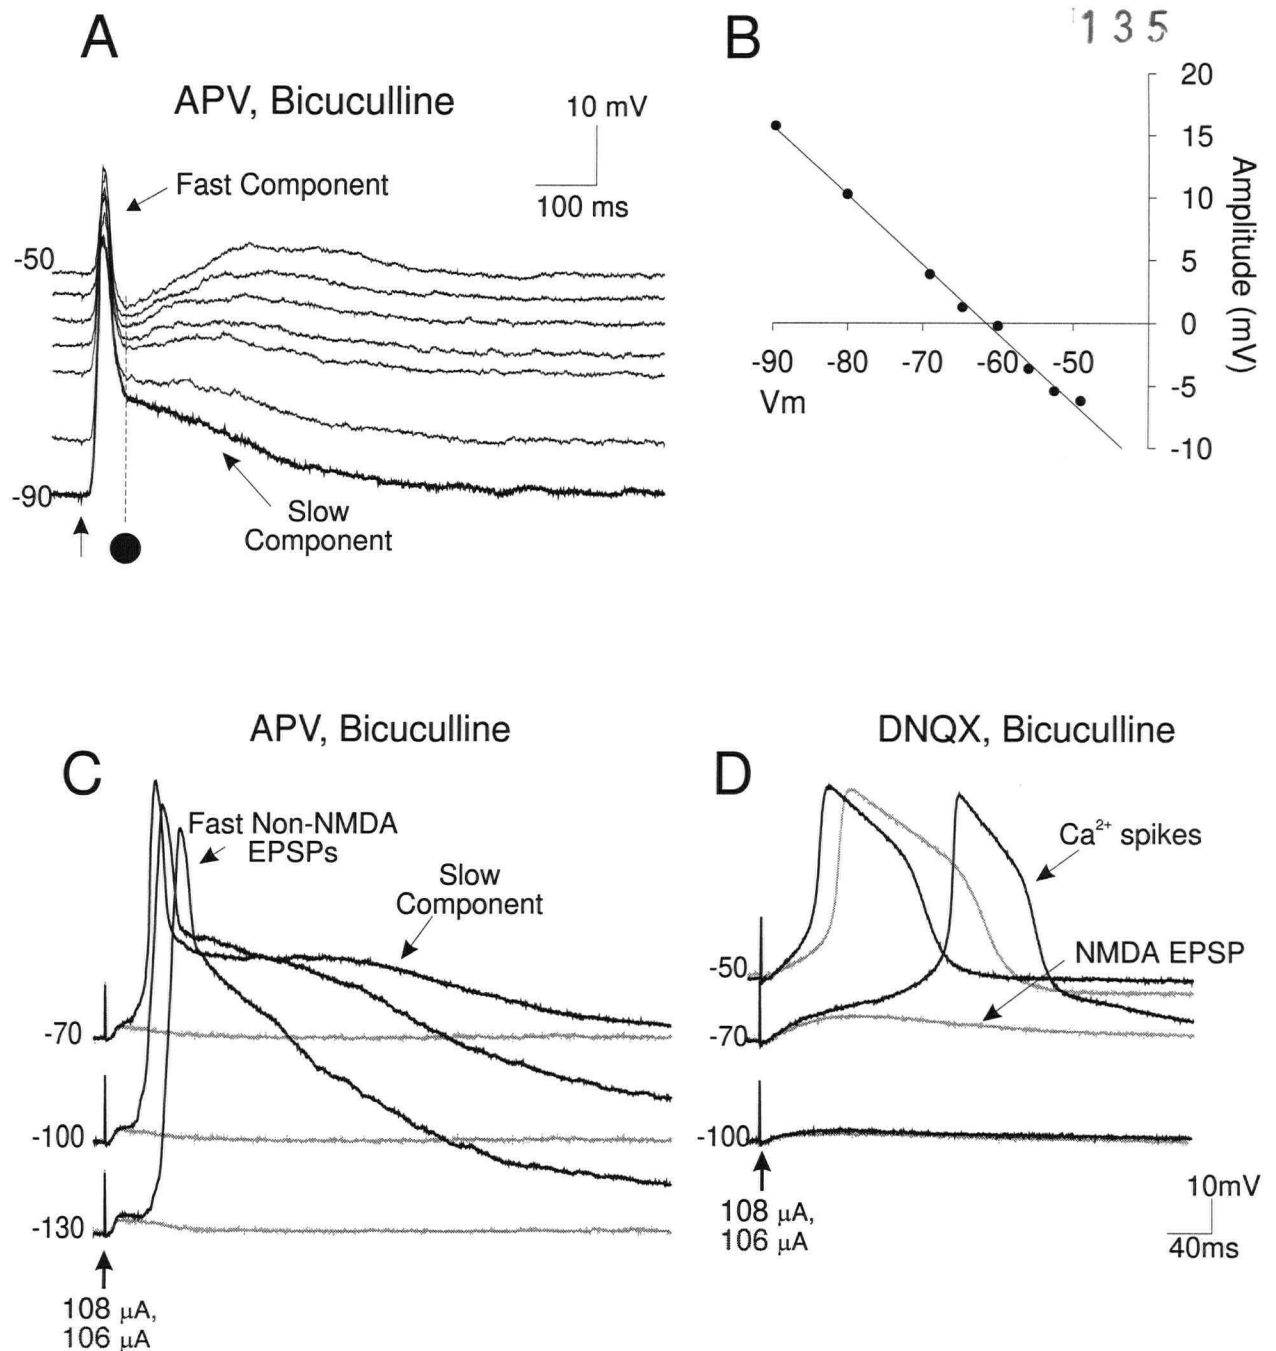 135
A
APV, Bicuculline
10 mV
100 ms
Fast Component
-50
-90
Slow
Component
B
20
15
10
5
0
-5
-10
Amplitude (mV)
-90 -80 -70 -60 -50
Vm
C
APV, Bicuculline
Fast Non-NMDA
EPSPs
Slow
Component
-70
-100
-130
108 μA,
106 μA
D
DNQX, Bicuculline
Ca²⁺ spikes
NMDA EPSP
-50
-70
-100
108 μA,
106 μA
10mV
40ms